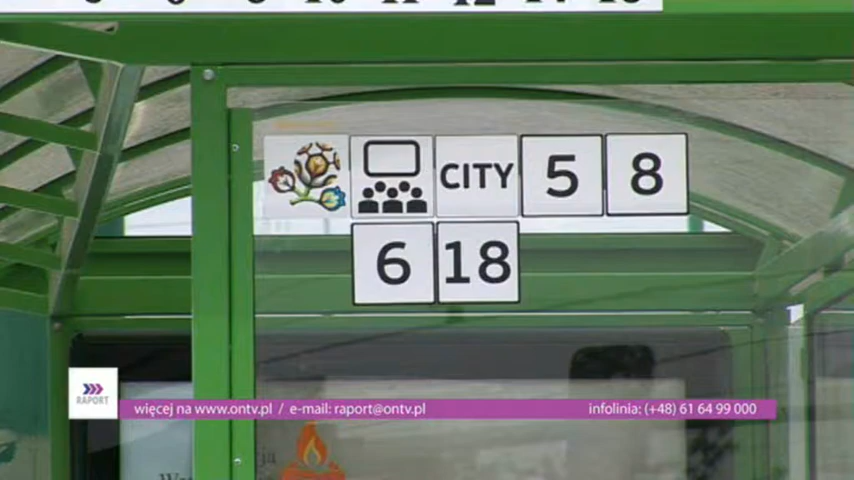 CITY 5 8
6 18
RAPORT
więcej na www.ontv.pl / e-mail: raport@ontv.pl infolinia: (+48) 61 64 99 000